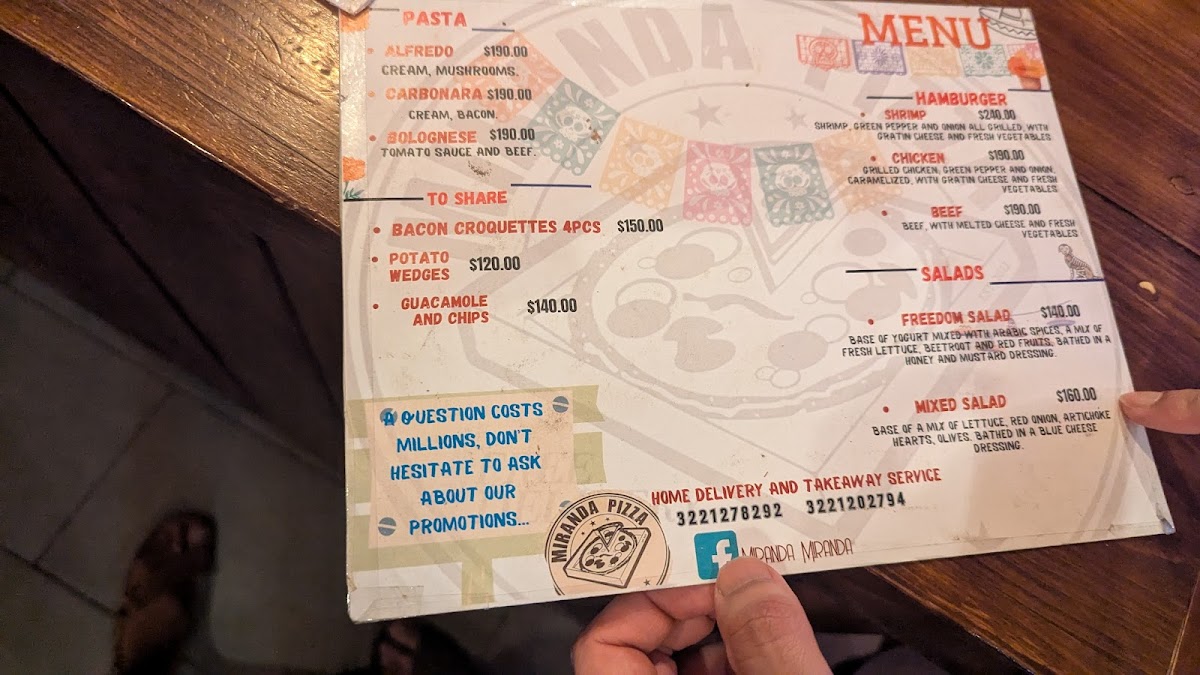 PASTA
• ALFREDO $190.00
CREAM, MUSHROOMS.
• CARBONARA $190.00
CREAM, BACON.
• BOLOGNESE $190.00
TOMATO SAUCE AND BEEF.
TO SHARE
• BACON CROQUETTES 4PCS $150.00
• POTATO
WEDGES $120.00
• GUACAMOLE
AND CHIPS $140.00
A QUESTION COSTS
MILLIONS, DON'T
HESITATE TO ASK
ABOUT OUR
PROMOTIONS...
MENU
HAMBURGER
• SHRIMP $240.00
SHRIMP, GREEN PEPPER AND ONION ALL GRILLED, WITH
GRATIN CHEESE AND FRESH VEGETABLES.
• CHICKEN $190.00
GRILLED CHICKEN, GREEN PEPPER AND ONION
CARAMELIZED, WITH GRATIN CHEESE AND FRESH
VEGETABLES
• BEEF $190.00
BEEF, WITH MELTED CHEESE AND FRESH
VEGETABLES
SALADS
• FREEDOM SALAD $140.00
BASE OF YOGURT MIXED WITH ARABIC SPICES, A MIX OF
FRESH LETTUCE, BEETROOT AND RED FRUITS, BATHED IN A
HONEY AND MUSTARD DRESSING.
• MIXED SALAD $160.00
BASE OF A MIX OF LETTUCE, RED ONION, ARTICHOKE
HEARTS, OLIVES. BATHED IN A BLUE CHEESE
DRESSING.
HOME DELIVERY AND TAKEAWAY SERVICE
3221278292 3221202794
MIRANDA PIZZA
f MIRANDA MIRANDA